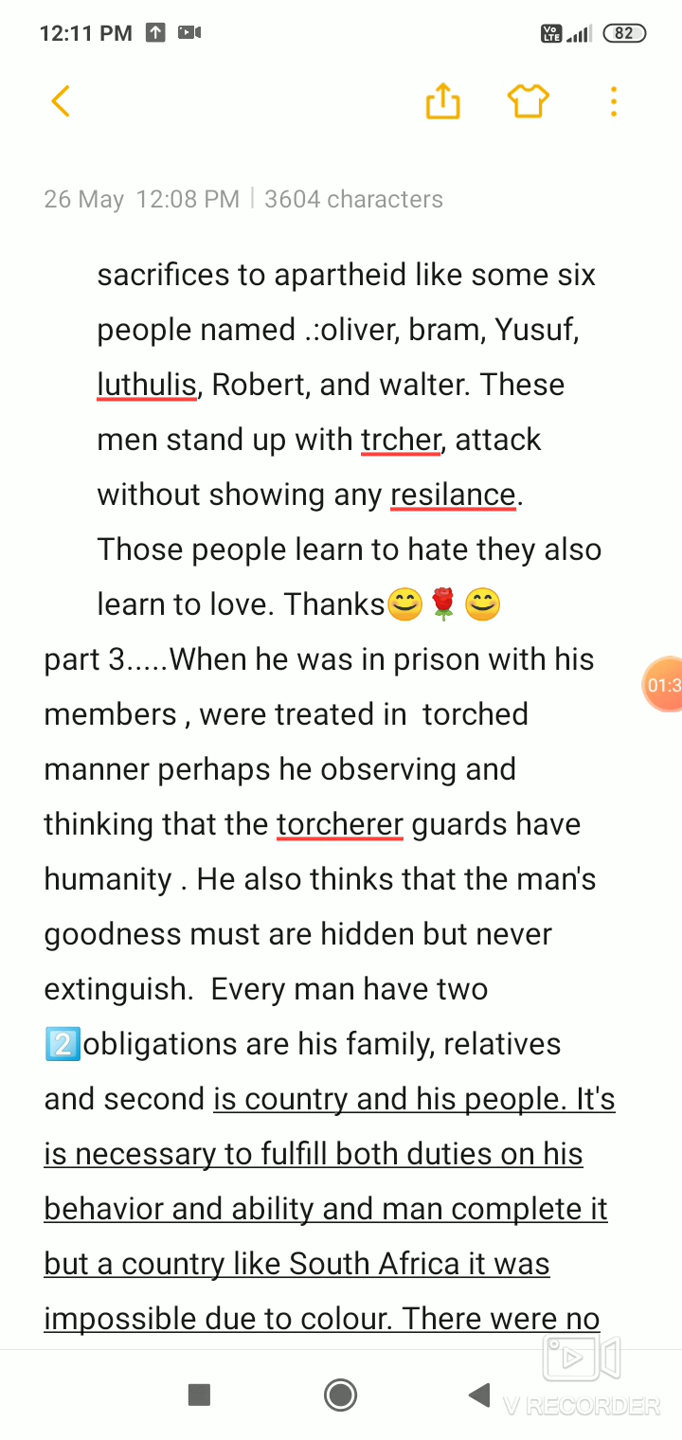 12:11 PM
Vo LTE
82
26 May 12:08 PM | 3604 characters
sacrifices to apartheid like some six
people named .:oliver, bram, Yusuf,
luthulis, Robert, and walter. These
men stand up with trcher, attack
without showing any resilance.
Those people learn to hate they also
learn to love. Thanks😊🌹😊
part 3.....When he was in prison with his
01:3
members , were treated in  torched
manner perhaps he observing and
thinking that the torcherer guards have
humanity . He also thinks that the man's
goodness must are hidden but never
extinguish.  Every man have two
2️⃣obligations are his family, relatives
and second is country and his people. It's
is necessary to fulfill both duties on his
behavior and ability and man complete it
but a country like South Africa it was
impossible due to colour. There were no
V RECORDER